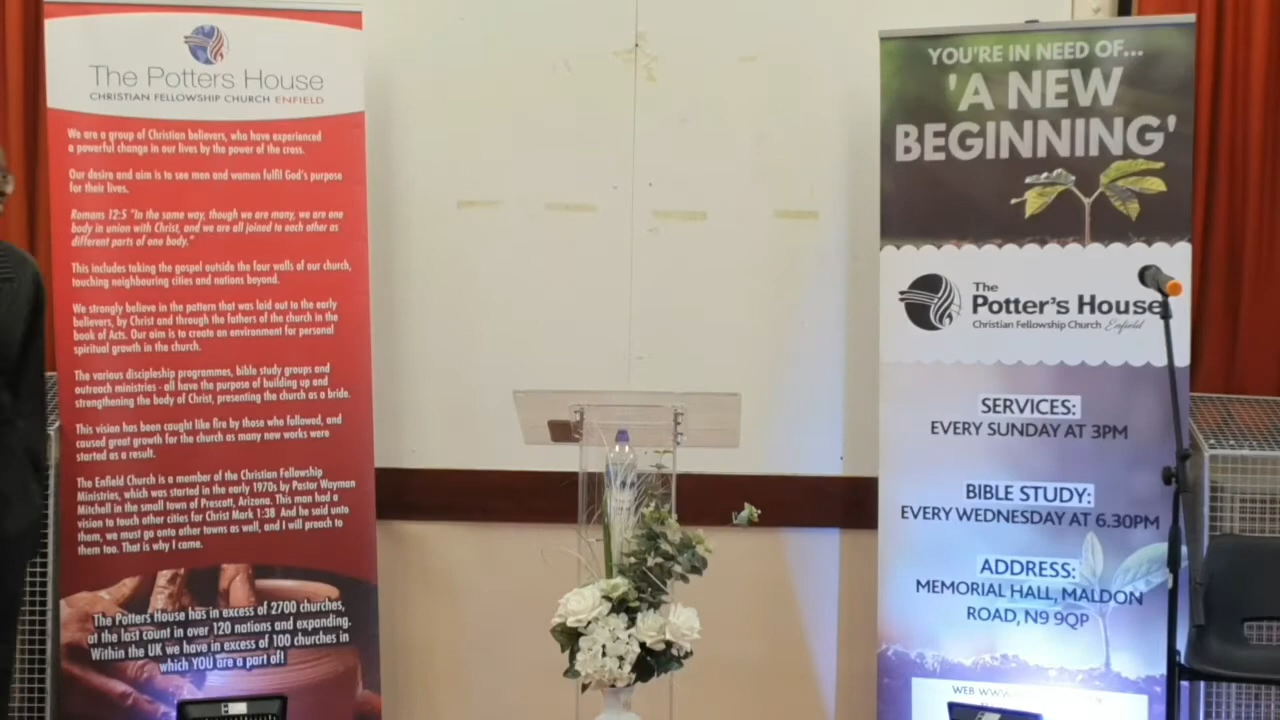 The Potters House
CHRISTIAN FELLOWSHIP CHURCH ENFIELD
We are a group of Christian believers, who have experienced
a powerful change in our lives by the power of the cross.
Our desire and aim is to see men and women fulfil God's purpose
for their lives.
Romans 12:5 "In the same way, though we are many, we are one
body in union with Christ, and we are all joined to each other as
different parts of one body."
This includes taking the gospel outside the four walls of our church,
touching neighbouring cities and nations beyond.
We strongly believe in the pattern that was laid out to the early
believers, by Christ and through the fathers of the church in the
book of Acts. Our aim is to create an environment for personal
spiritual growth in the church.
The various discipleship programmes, bible study groups and
outreach ministries - all have the purpose of building up and
strengthening the body of Christ, presenting the church as a bride.
This vision has been caught like fire by those who followed, and
caused great growth for the church as many new works were
started as a result.
The Enfield Church is a member of the Christian Fellowship
Ministries, which was started in the early 1970s by Pastor Wayman
Mitchell in the small town of Prescott, Arizona. This man had a
vision to touch other cities for Christ Mark 1:38 And he said unto
them, we must go onto other towns as well, and I will preach to
them too. That is why I came.
The Potters House has in excess of 2700 churches,
at the last count in over 120 nations and expanding.
Within the UK we have in excess of 100 churches in
which YOU are a part of!
YOU'RE IN NEED OF...
'A NEW
BEGINNING'
The
Potter's House
Christian Fellowship Church Enfield
SERVICES:
EVERY SUNDAY AT 3PM
BIBLE STUDY:
EVERY WEDNESDAY AT 6.30PM
ADDRESS:
MEMORIAL HALL, MALDON
ROAD, N9 9QP
WEB